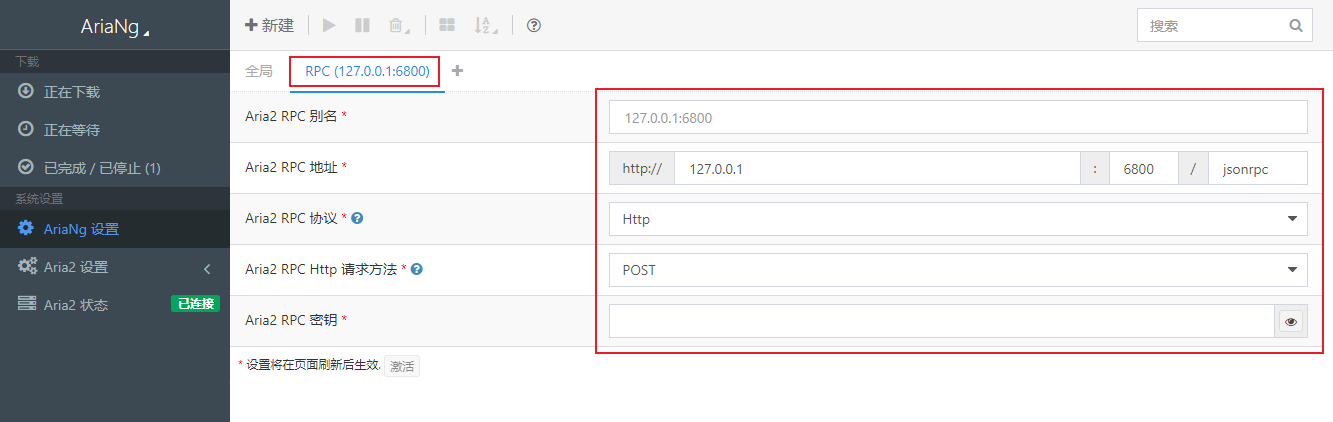 AriaNg
新建
搜索
下载
正在下载
正在等待
已完成 / 已停止 (1)
系统设置
AriaNg 设置
Aria2 设置
Aria2 状态 已连接
全局 RPC (127.0.0.1:6800)
Aria2 RPC 别名 * 127.0.0.1:6800
Aria2 RPC 地址 * http:// 127.0.0.1 : 6800 / jsonrpc
Aria2 RPC 协议 * Http
Aria2 RPC Http 请求方法 * POST
Aria2 RPC 密钥 *
* 设置将在页面刷新后生效. 激活